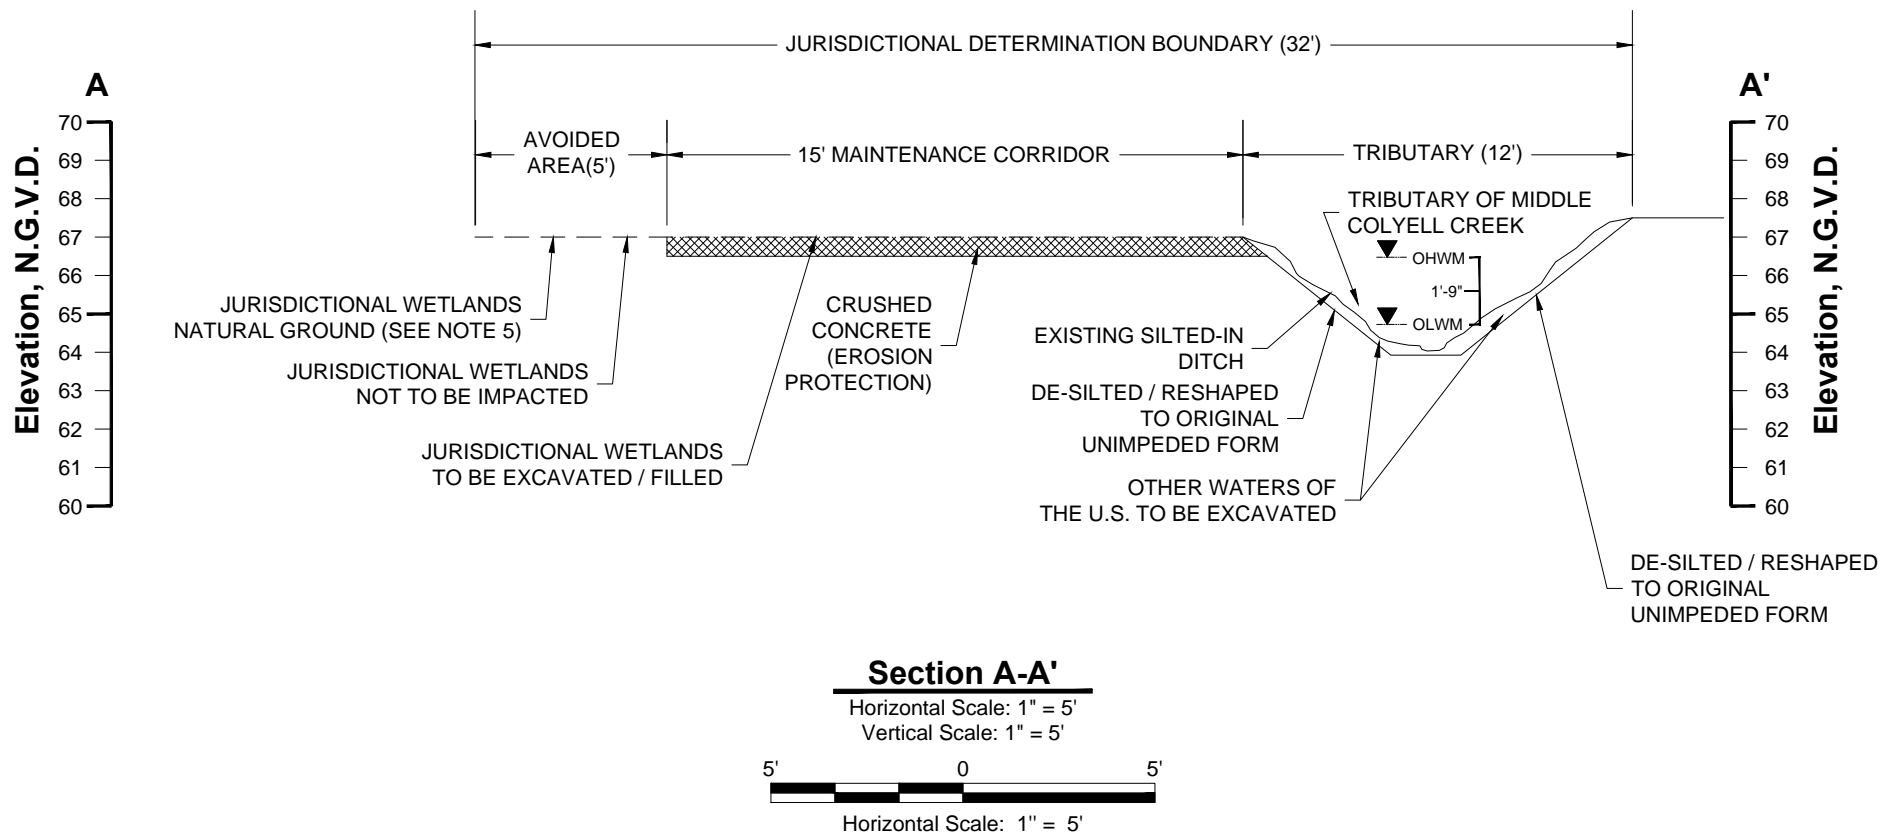 JURISDICTIONAL DETERMINATION BOUNDARY (32')
A
A'
70
69
68
67
66
65
64
63
62
61
60
Elevation, N.G.V.D.
AVOIDED
AREA(5')
15' MAINTENANCE CORRIDOR
TRIBUTARY (12')
TRIBUTARY OF MIDDLE
COLYELL CREEK
OHWM
1'-9"
OLWM
JURISDICTIONAL WETLANDS
NATURAL GROUND (SEE NOTE 5)
JURISDICTIONAL WETLANDS
NOT TO BE IMPACTED
JURISDICTIONAL WETLANDS
TO BE EXCAVATED / FILLED
CRUSHED
CONCRETE
(EROSION
PROTECTION)
EXISTING SILTED-IN
DITCH
DE-SILTED / RESHAPED
TO ORIGINAL
UNIMPEDED FORM
OTHER WATERS OF
THE U.S. TO BE EXCAVATED
70
69
68
67
66
65
64
63
62
61
60
Elevation, N.G.V.D.
DE-SILTED / RESHAPED
TO ORIGINAL
UNIMPEDED FORM
Section A-A'
Horizontal Scale: 1" = 5'
Vertical Scale: 1" = 5'
5'
0
5'
Horizontal Scale: 1" = 5'